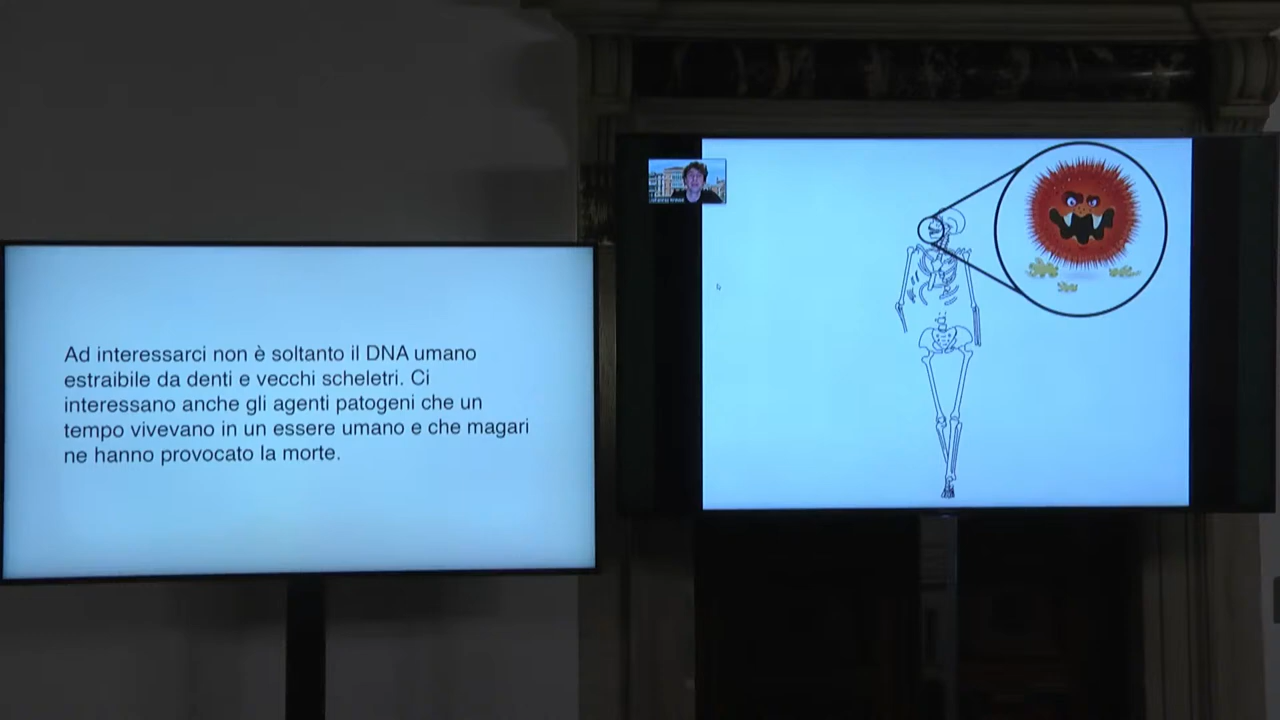 Ad interessarci non è soltanto il DNA umano
estraibile da denti e vecchi scheletri. Ci
interessano anche gli agenti patogeni che un
tempo vivevano in un essere umano e che magari
ne hanno provocato la morte.